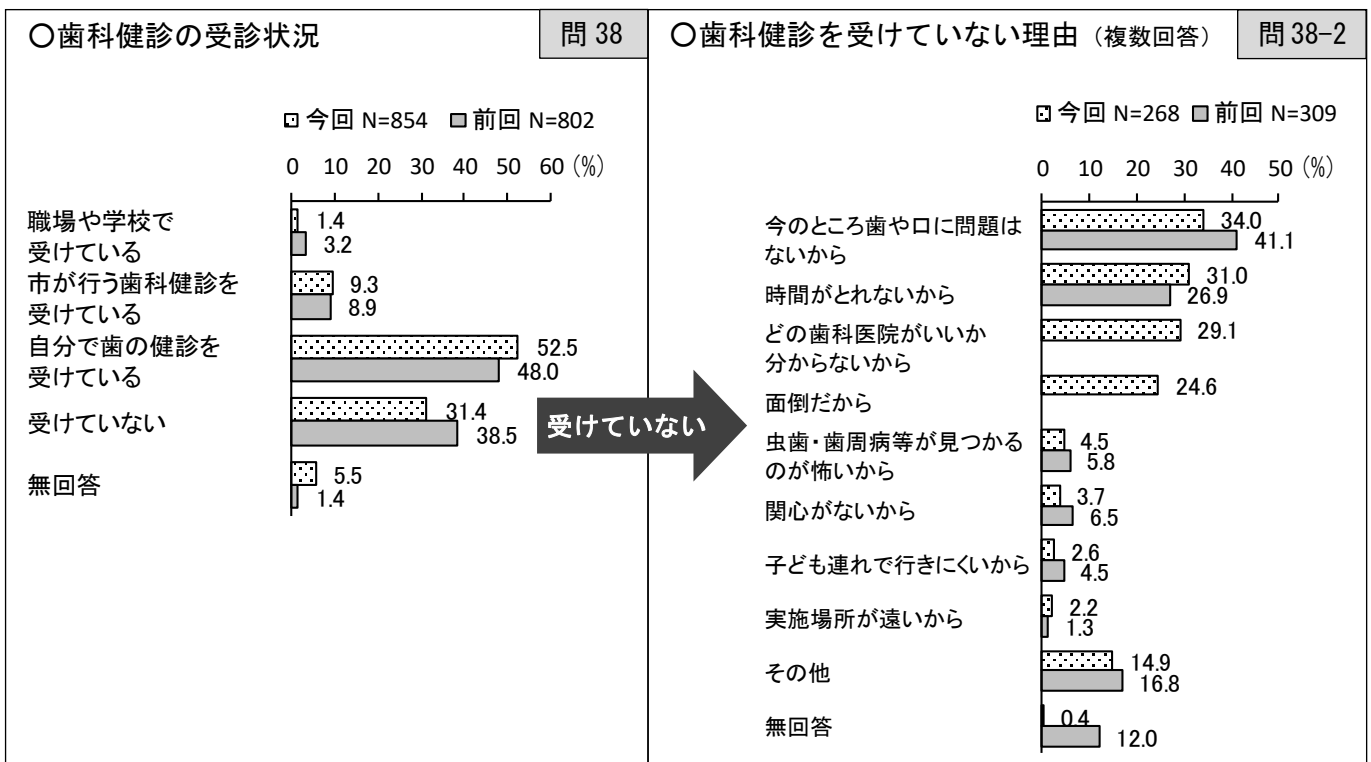 〇歯科健診の受診状況
問 38
今回 N=854 前回 N=802
0 10 20 30 40 50 60 (%)
職場や学校で
受けている
1.4
3.2
市が行う歯科健診を
受けている
9.3
8.9
自分で歯の健診を
受けている
52.5
48.0
受けていない
31.4
38.5
無回答
5.5
1.4
受けていない
〇歯科健診を受けていない理由（複数回答）
問 38-2
今回 N=268 前回 N=309
0 10 20 30 40 50 (%)
今のところ歯や口に問題は
ないから
34.0
41.1
時間がとれないから
31.0
26.9
どの歯科医院がいいか
分からないから
29.1
面倒だから
24.6
虫歯・歯周病等が見つかる
のが怖いから
4.5
5.8
関心がないから
3.7
6.5
子ども連れで行きにくいから
2.6
4.5
実施場所が遠いから
2.2
1.3
その他
14.9
16.8
無回答
0.4
12.0